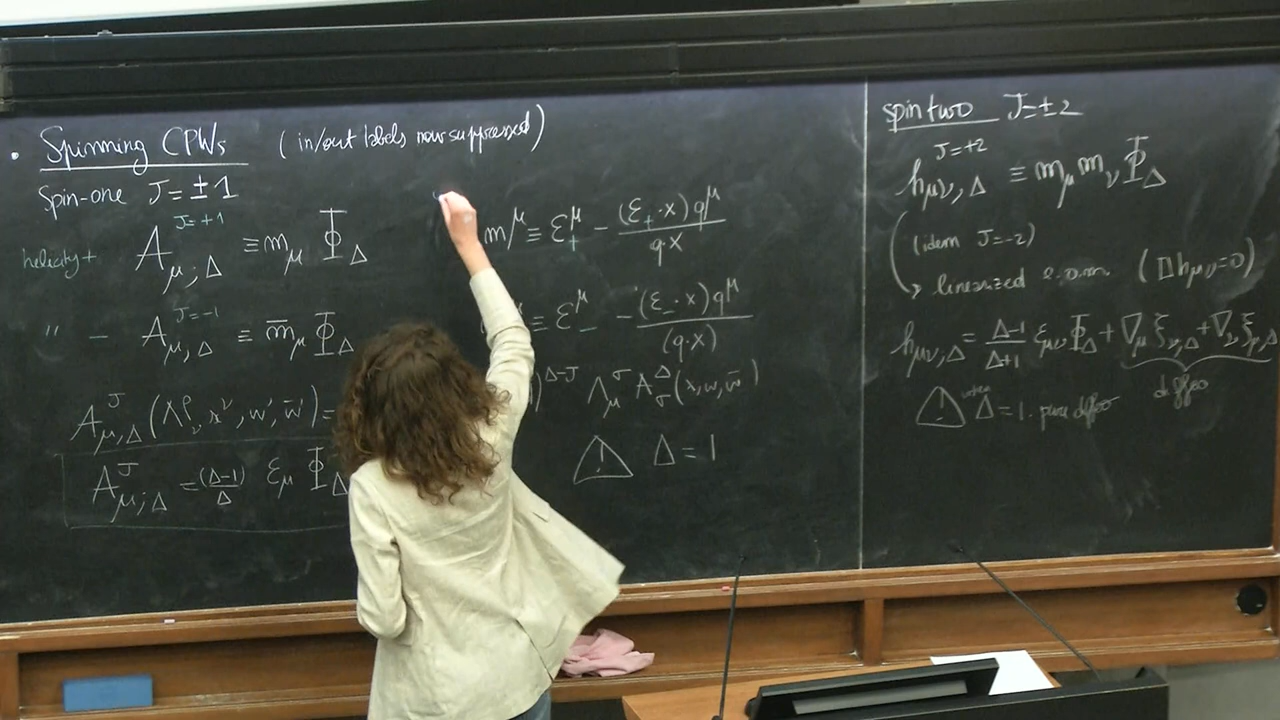 • Spinning CPWs (in/out labels now suppressed)
Spin-one J = ±1
helicity + A^{J=+1}_{μ;Δ} ≡ m_μ Φ_Δ m^μ ≡ ε_+^μ − (ε_+·x) q^μ / q·x
" − A^{J=-1}_{μ,Δ} ≡ m̄_μ Φ_Δ ≡ ε_-^μ − (ε_-·x) q^μ / (q·x)
A^J_{μ,Δ}(Λ^ρ_ν x^ν, w', w̄') = )^{Δ-J} Λ_μ^σ A_σ^Δ(x, w, w̄)
A^J_{μ;Δ} = (Δ-1)/Δ ε_μ Φ_Δ ⚠ Δ = 1
spin two J = ±2
h^{J=+2}_{μν,Δ} ≡ m_μ m_ν Φ_Δ
(idem J=-2)
↳ linearized e.o.m. (□h_{μν}=0)
h_{μν,Δ} = Δ-1/Δ+1 ε_{μν} Φ_Δ + ∇_μ ξ_{ν,Δ} + ∇_ν ξ_{μ,Δ}
diffeo
⚠ when Δ = 1. pure diffeo